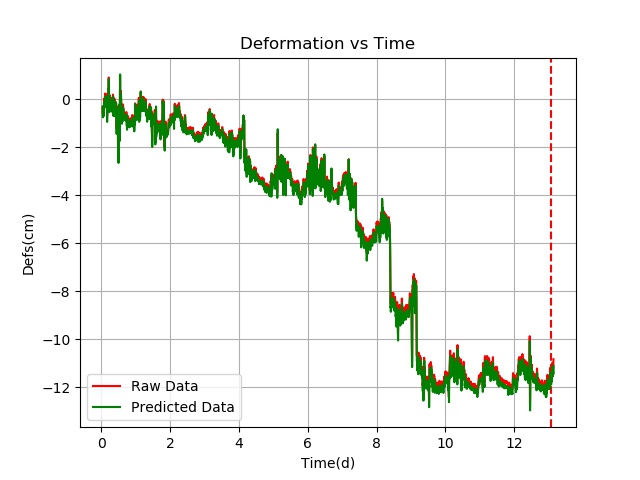 Deformation vs Time
Defs(cm)
0
−2
−4
−6
−8
−10
−12
Raw Data
Predicted Data
0 2 4 6 8 10 12
Time(d)